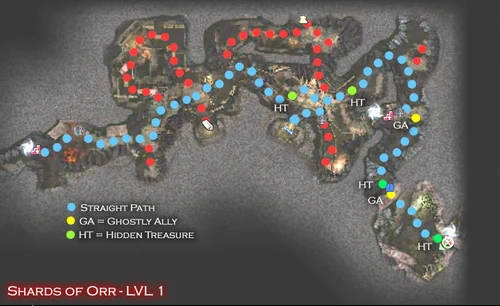 HT
HT
GA
HT
GA
HT
Straight Path
GA = Ghostly Ally
HT = Hidden Treasure
Shards of Orr - LVL 1